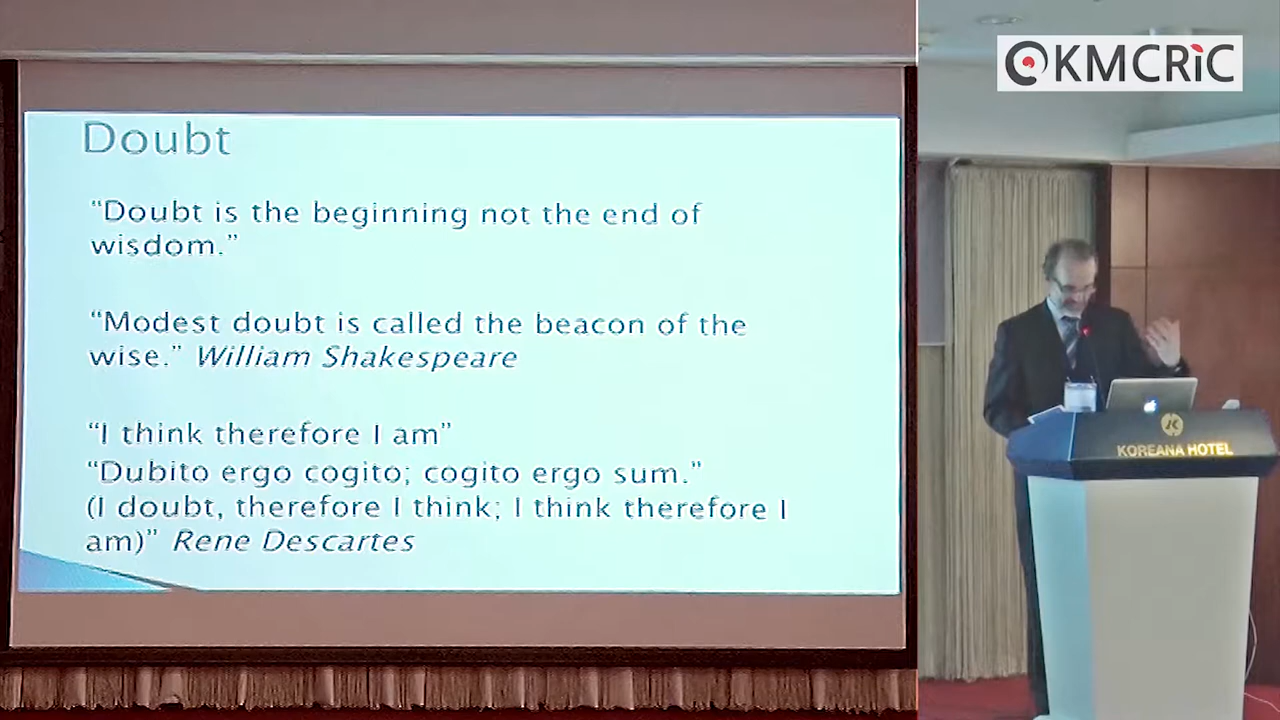 KMCRiC
Doubt
“Doubt is the beginning not the end of
wisdom.”
“Modest doubt is called the beacon of the
wise.” William Shakespeare
“I think therefore I am”
“Dubito ergo cogito; cogito ergo sum.”
(I doubt, therefore I think; I think therefore I
am)” Rene Descartes
KOREANA HOTEL